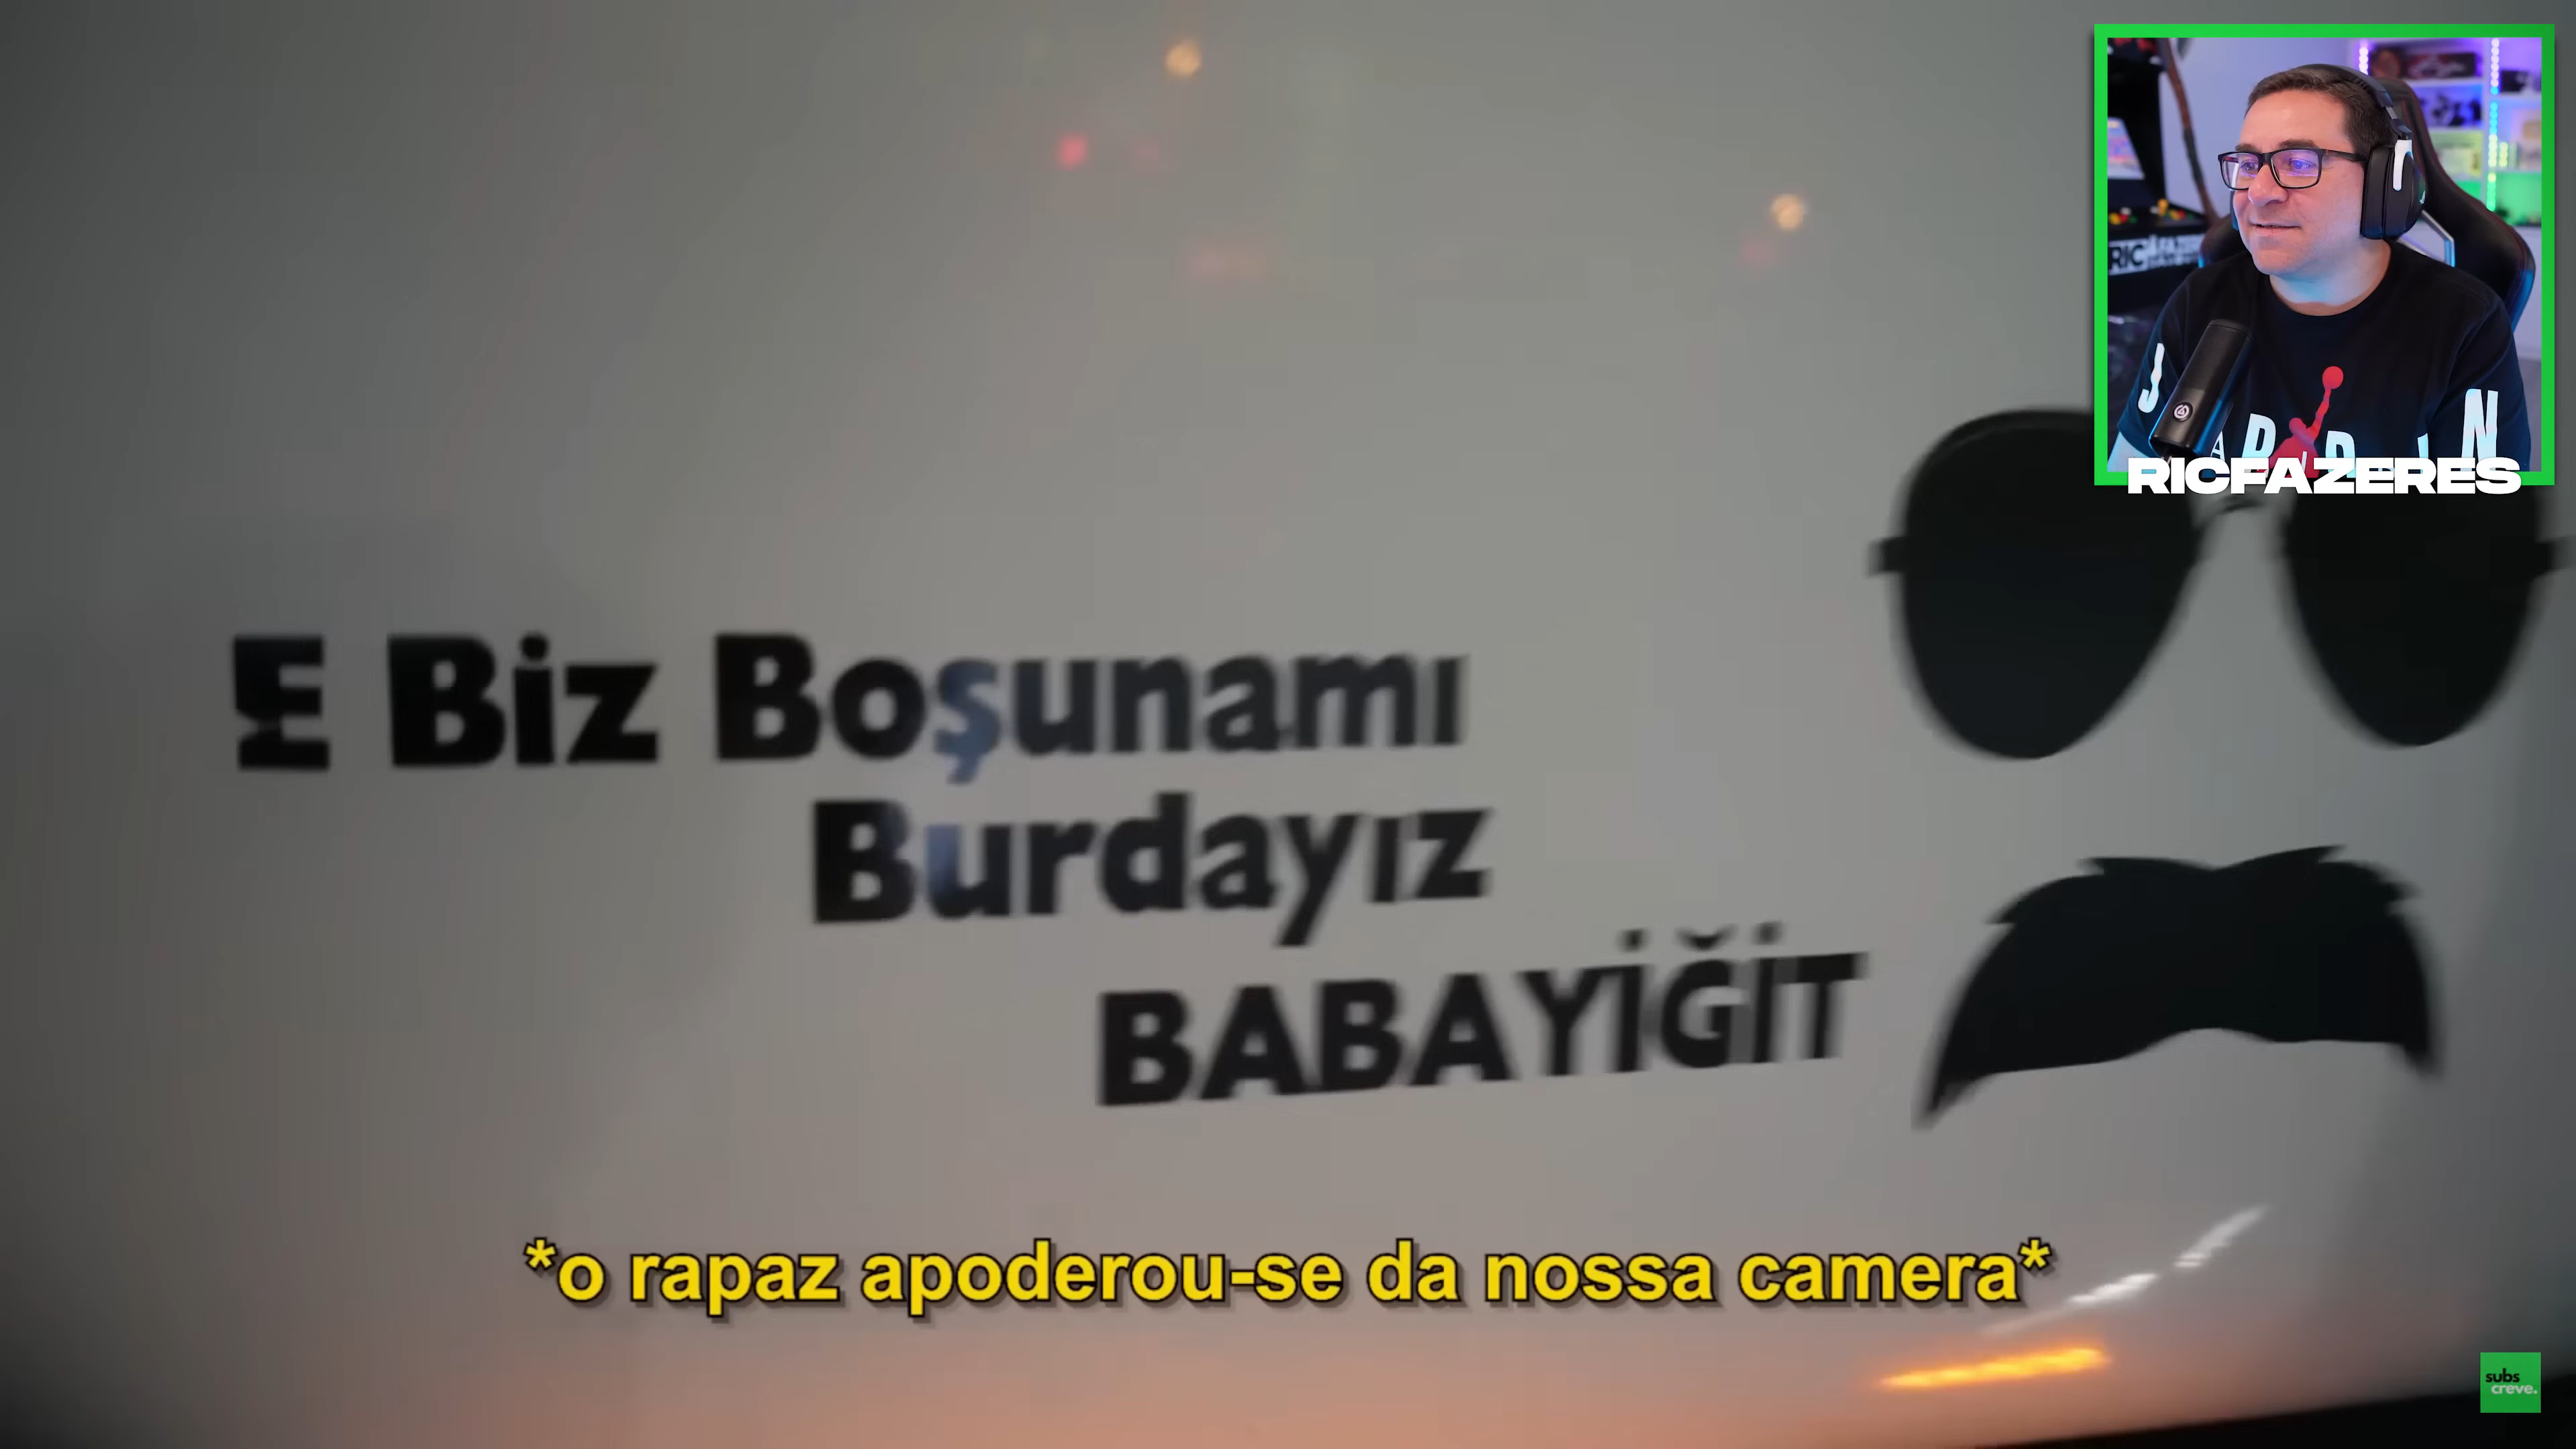 E Biz Boşunamı
Burdayız
BABAYİĞİT
*o rapaz apoderou-se da nossa camera*
RICFAZERES
subs
creve.